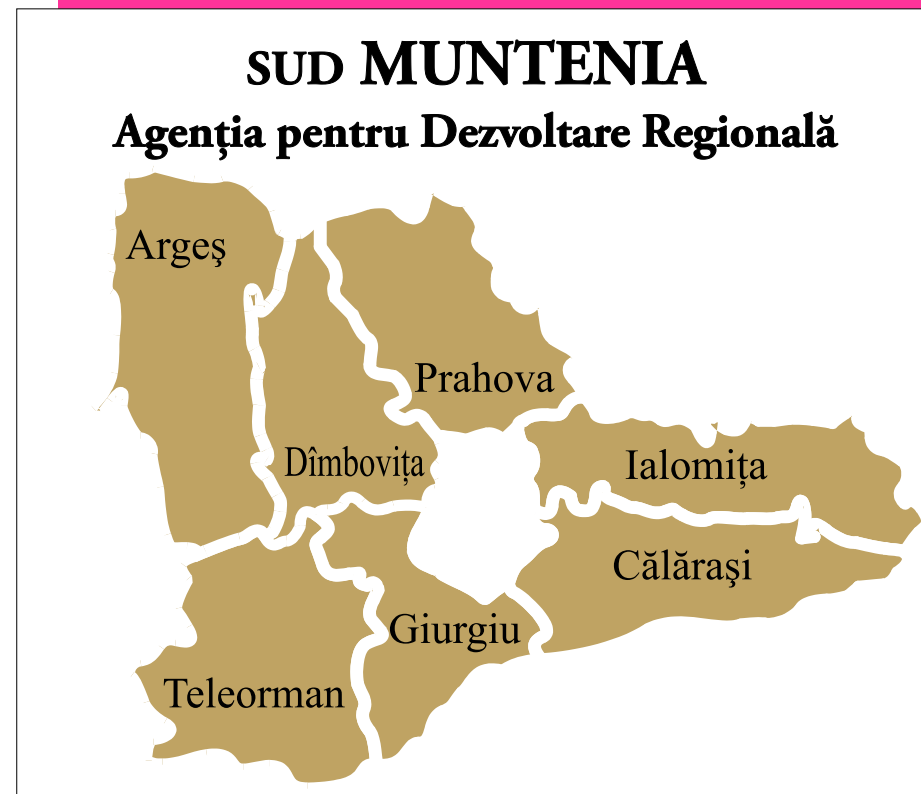 SUD MUNTENIA
Agenția pentru Dezvoltare Regională
Argeş
Prahova
Dîmbovița
Ialomița
Călăraşi
Giurgiu
Teleorman